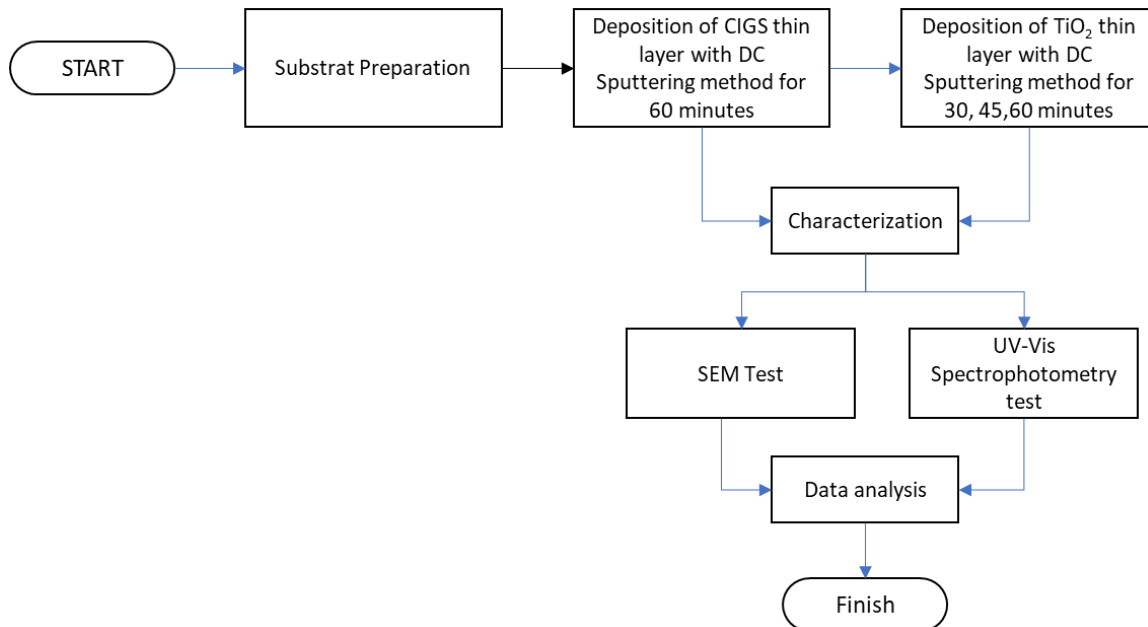 START
Substrat Preparation
Deposition of CIGS thin
layer with DC
Sputtering method for
60 minutes
Deposition of TiO₂ thin
layer with DC
Sputtering method for
30, 45,60 minutes
Characterization
SEM Test
UV-Vis
Spectrophotometry
test
Data analysis
Finish